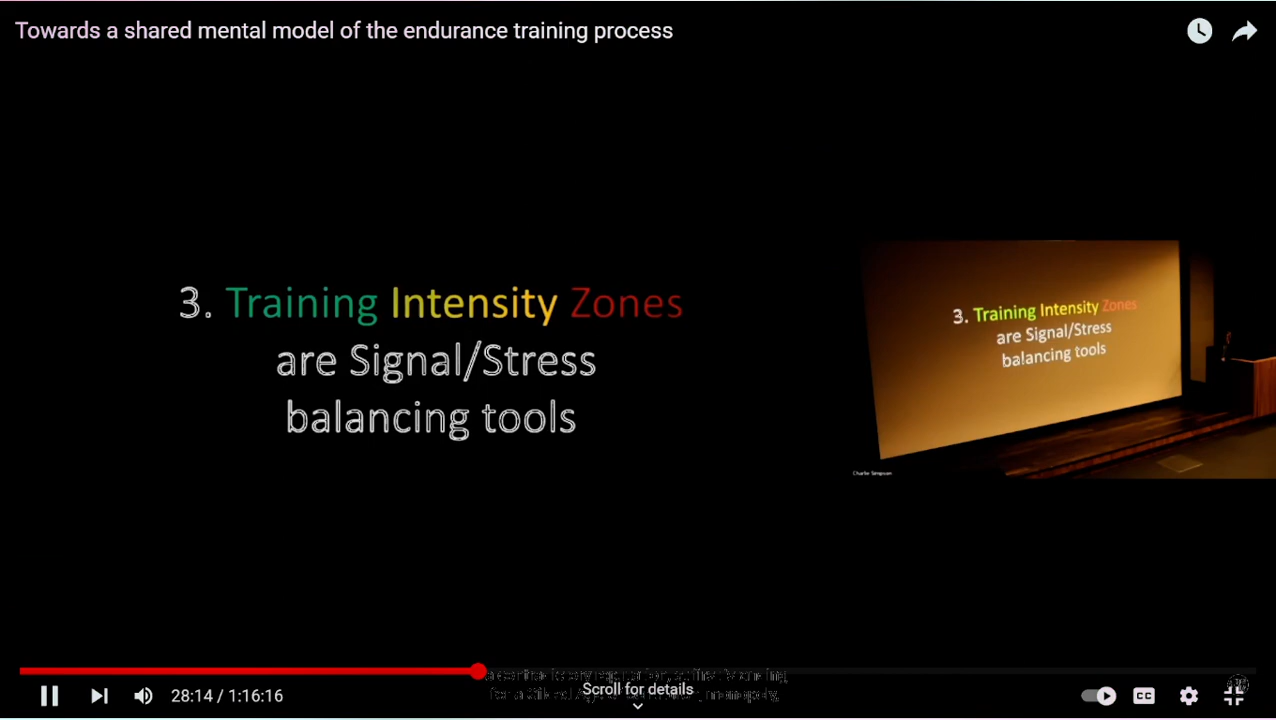 Towards a shared mental model of the endurance training process
3. Training Intensity Zones
are Signal/Stress
balancing tools
3. Training Intensity Zones
are Signal/Stress
balancing tools
Charlie Simpson
Scroll for details
28:14 / 1:16:16
CC